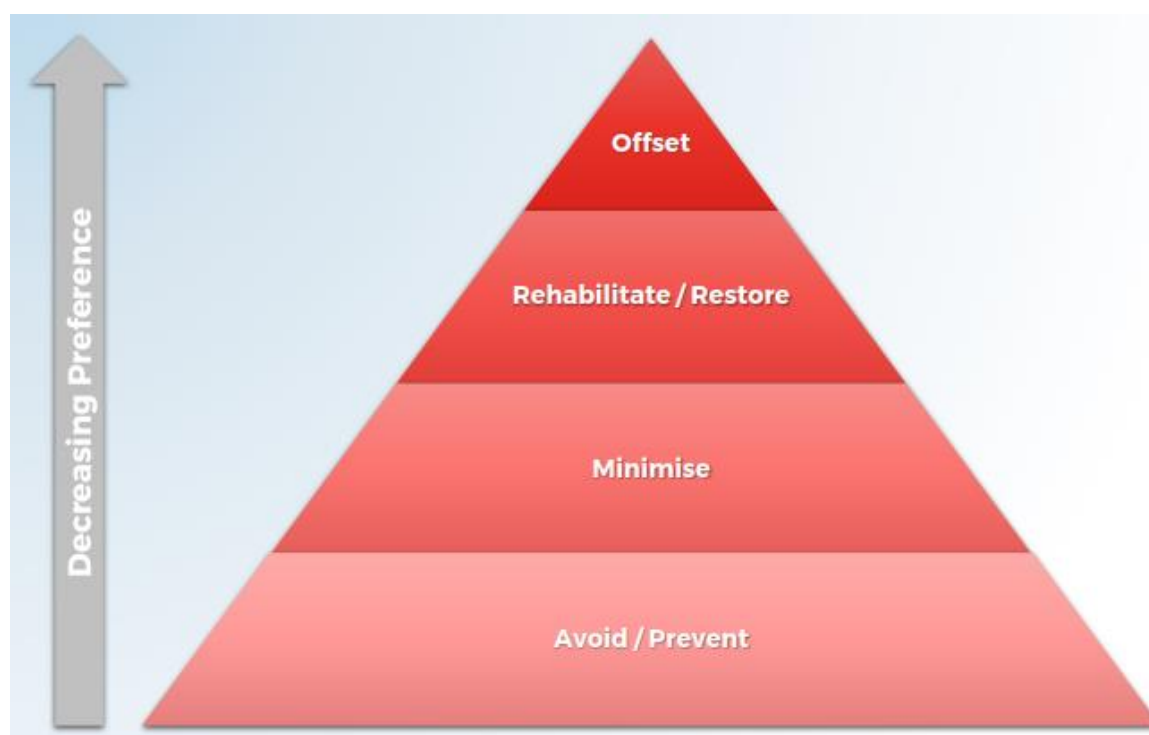 Decreasing Preference
Offset
Rehabilitate / Restore
Minimise
Avoid / Prevent